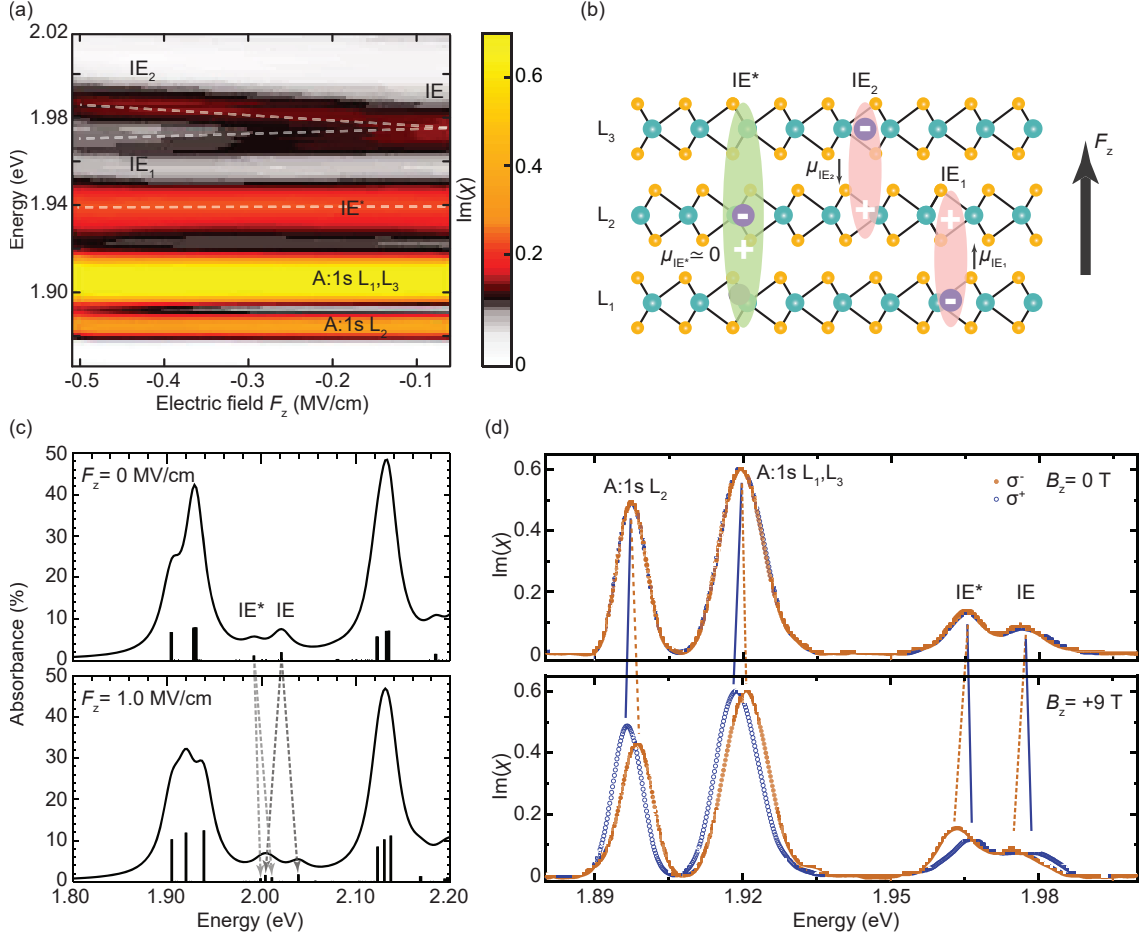 (a)
2.02
1.98
1.94
1.90
Energy (eV)
IE2
IE
IE1
IE*
A:1s L1,L3
A:1s L2
-0.5 -0.4 -0.3 -0.2 -0.1
Electric field Fz (MV/cm)
0.6
0.4
0.2
0
Im(χ)
(b)
IE* IE2
L3
μIE2
IE1
L2
μIE*≃ 0
μIE1
L1
Fz
- - -
+ + +
(c)
50
40
30
20
10
0
Fz= 0 MV/cm
IE* IE
50
40
30
20
10
0
Fz= 1.0 MV/cm
Absorbance (%)
1.80 1.90 2.00 2.10 2.20
Energy (eV)
(d)
0.6
0.4
0.2
0
Im(χ)
A:1s L2
A:1s L1,L3
σ-
σ+
Bz= 0 T
IE* IE
0.6
0.4
0.2
0
Im(χ)
Bz= +9 T
1.89 1.92 1.95 1.98
Energy (eV)